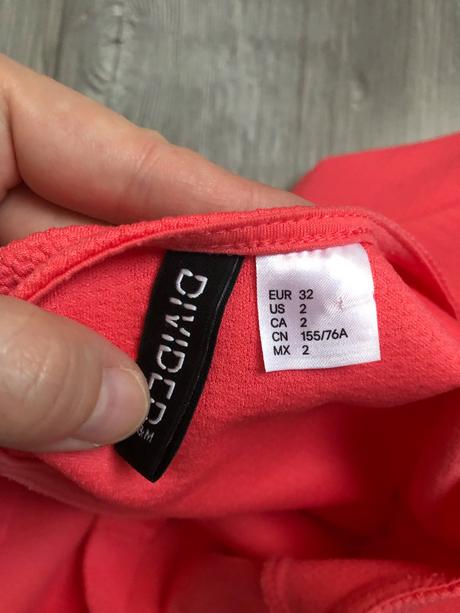 DIVIDED
&M
EUR 32
US 2
CA 2
CN 155/76A
MX 2